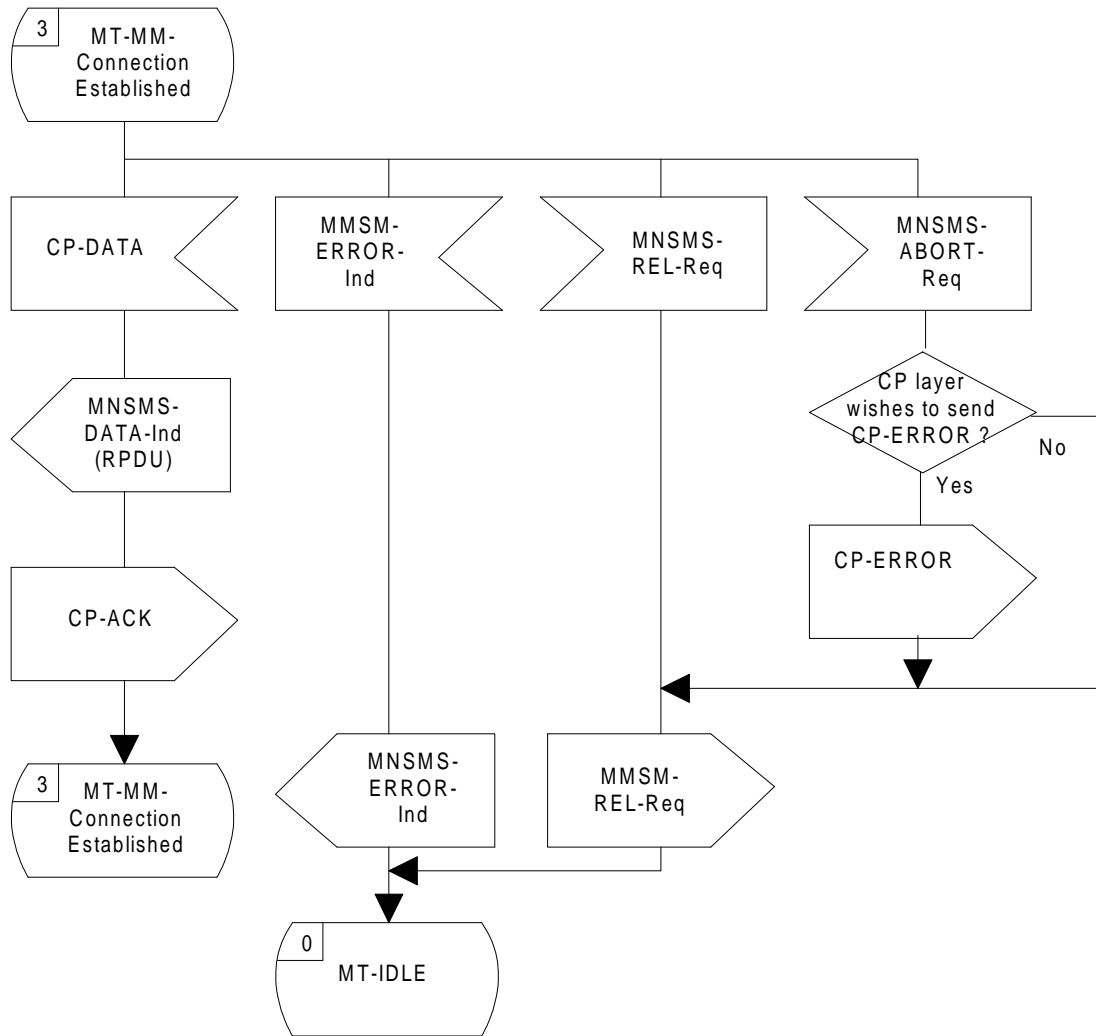 3
MT-MM-
Connection
Established
CP-DATA
MMSM-
ERROR-
Ind
MNSMS-
REL-Req
MNSMS-
ABORT-
Req
MNSMS-
DATA-Ind
(RPDU)
CP layer
wishes to send
CP-ERROR ?
No
Yes
CP-ACK
CP-ERROR
3
MT-MM-
Connection
Established
MNSMS-
ERROR-
Ind
MMSM-
REL-Req
0
MT-IDLE